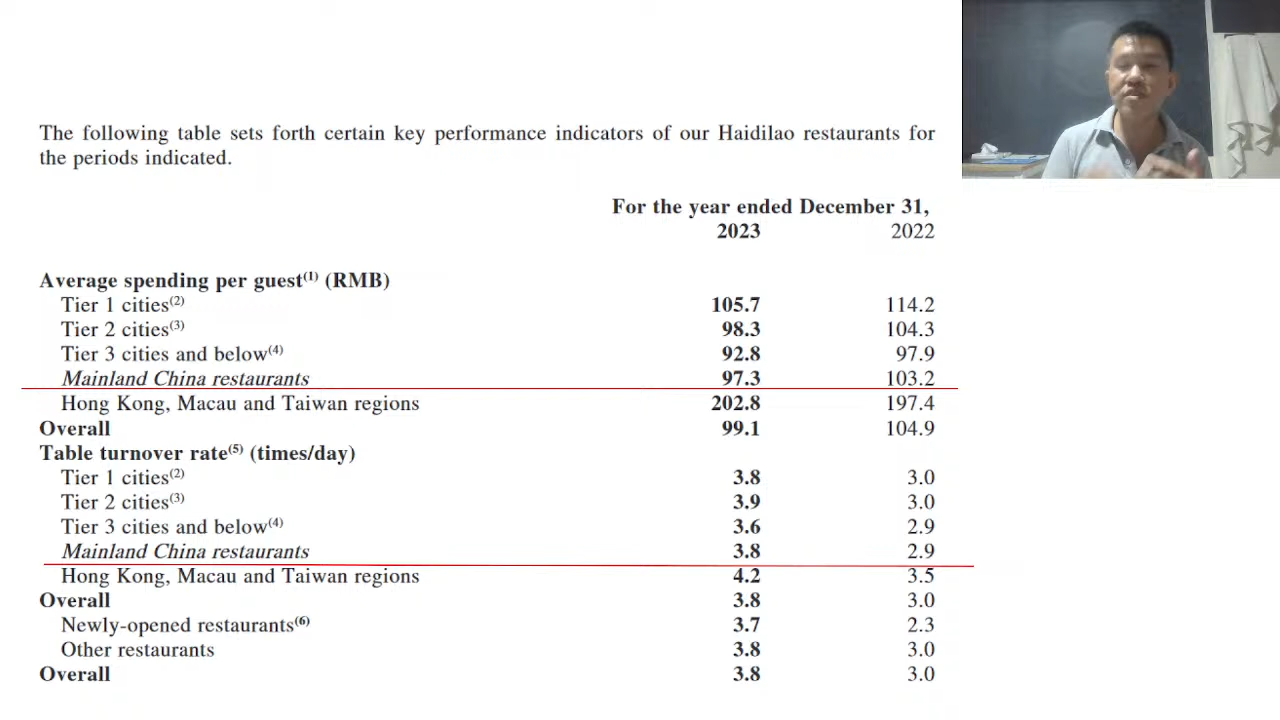 The following table sets forth certain key performance indicators of our Haidilao restaurants for
the periods indicated.
For the year ended December 31,
2023 2022
Average spending per guest(1) (RMB)
Tier 1 cities(2) 105.7 114.2
Tier 2 cities(3) 98.3 104.3
Tier 3 cities and below(4) 92.8 97.9
Mainland China restaurants 97.3 103.2
Hong Kong, Macau and Taiwan regions 202.8 197.4
Overall 99.1 104.9
Table turnover rate(5) (times/day)
Tier 1 cities(2) 3.8 3.0
Tier 2 cities(3) 3.9 3.0
Tier 3 cities and below(4) 3.6 2.9
Mainland China restaurants 3.8 2.9
Hong Kong, Macau and Taiwan regions 4.2 3.5
Overall 3.8 3.0
Newly-opened restaurants(6) 3.7 2.3
Other restaurants 3.8 3.0
Overall 3.8 3.0